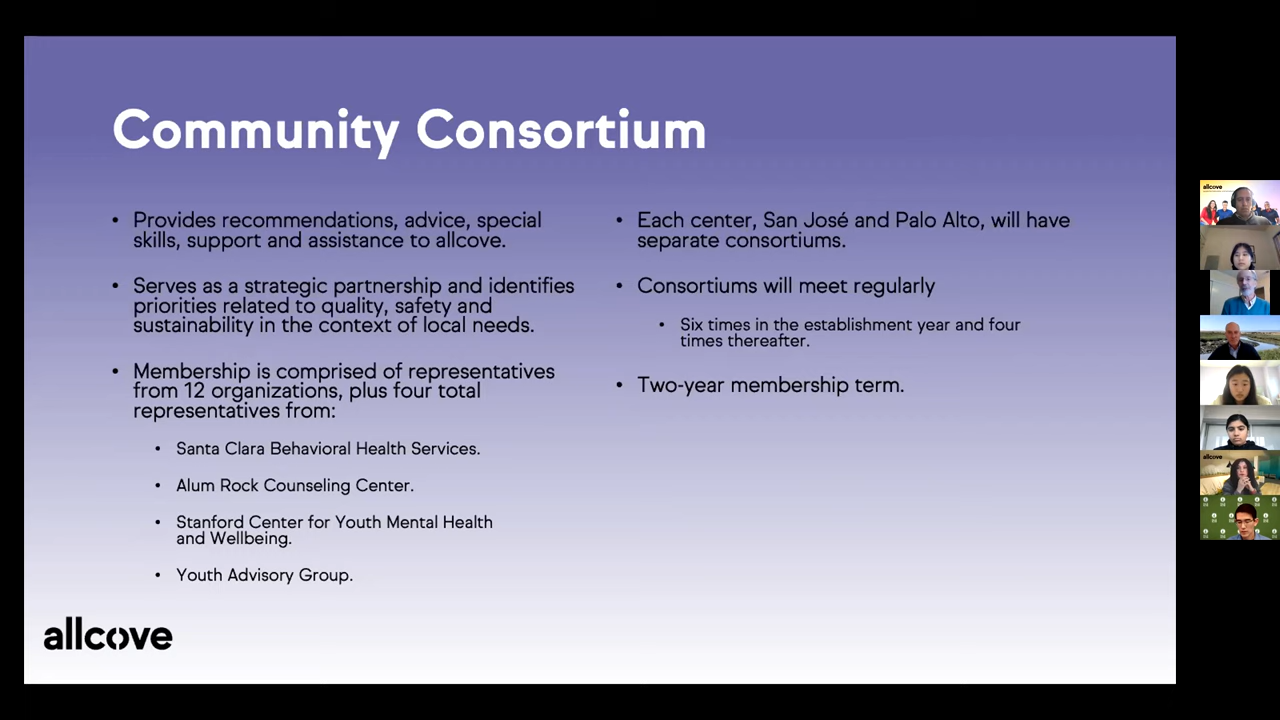 Community Consortium
• Provides recommendations, advice, special
skills, support and assistance to allcove.
• Serves as a strategic partnership and identifies
priorities related to quality, safety and
sustainability in the context of local needs.
• Membership is comprised of representatives
from 12 organizations, plus four total
representatives from:
• Santa Clara Behavioral Health Services.
• Alum Rock Counseling Center.
• Stanford Center for Youth Mental Health
and Wellbeing.
• Youth Advisory Group.
• Each center, San José and Palo Alto, will have
separate consortiums.
• Consortiums will meet regularly
• Six times in the establishment year and four
times thereafter.
• Two-year membership term.
allcove
allcove
allcove